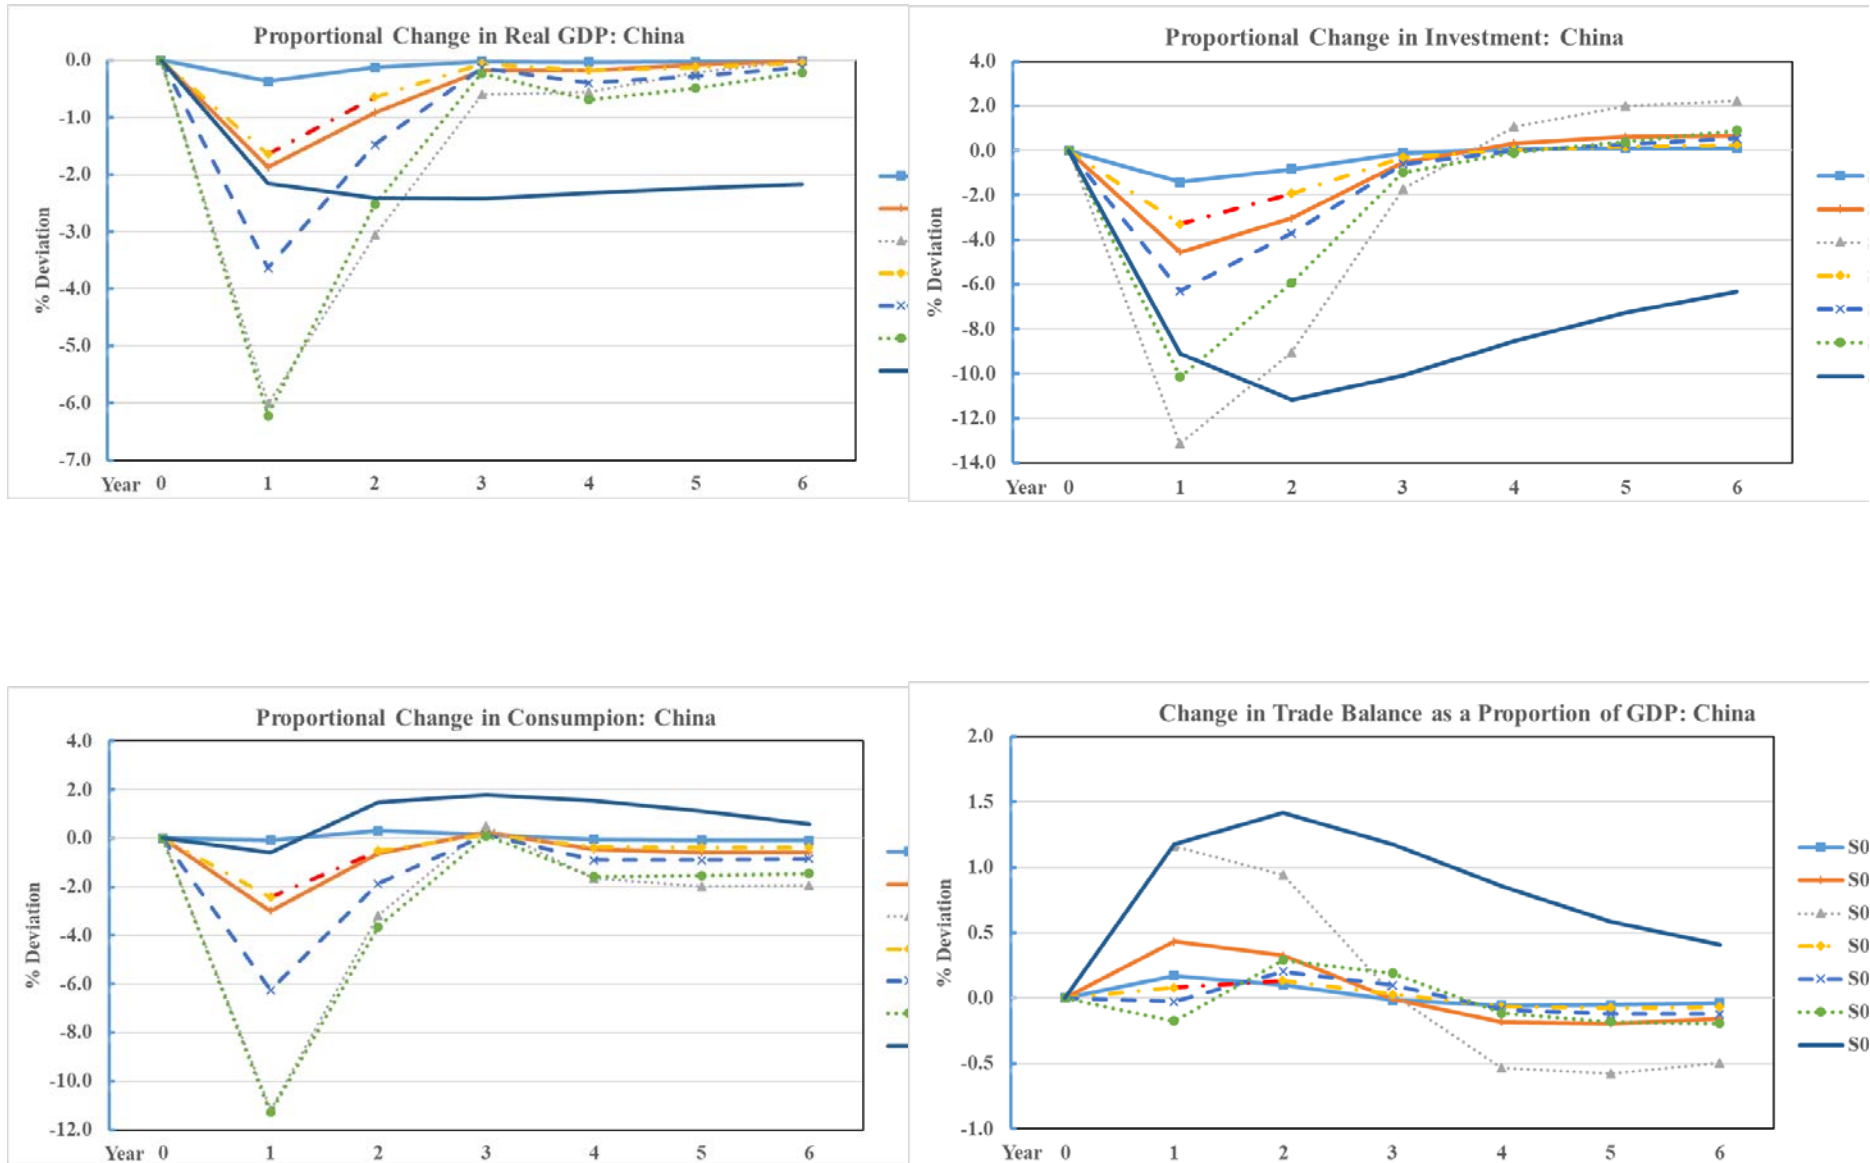 Proportional Change in Real GDP: China
% Deviation
0.0
-1.0
-2.0
-3.0
-4.0
-5.0
-6.0
-7.0
Year 0 1 2 3 4 5 6
Proportional Change in Investment: China
% Deviation
4.0
2.0
0.0
-2.0
-4.0
-6.0
-8.0
-10.0
-12.0
-14.0
Year 0 1 2 3 4 5 6
Proportional Change in Consumpion: China
% Deviation
4.0
2.0
0.0
-2.0
-4.0
-6.0
-8.0
-10.0
-12.0
Year 0 1 2 3 4 5 6
Change in Trade Balance as a Proportion of GDP: China
% Deviation
2.0
1.5
1.0
0.5
0.0
-0.5
-1.0
Year 0 1 2 3 4 5 6
S0
S0
S0
S0
S0
S0
S0